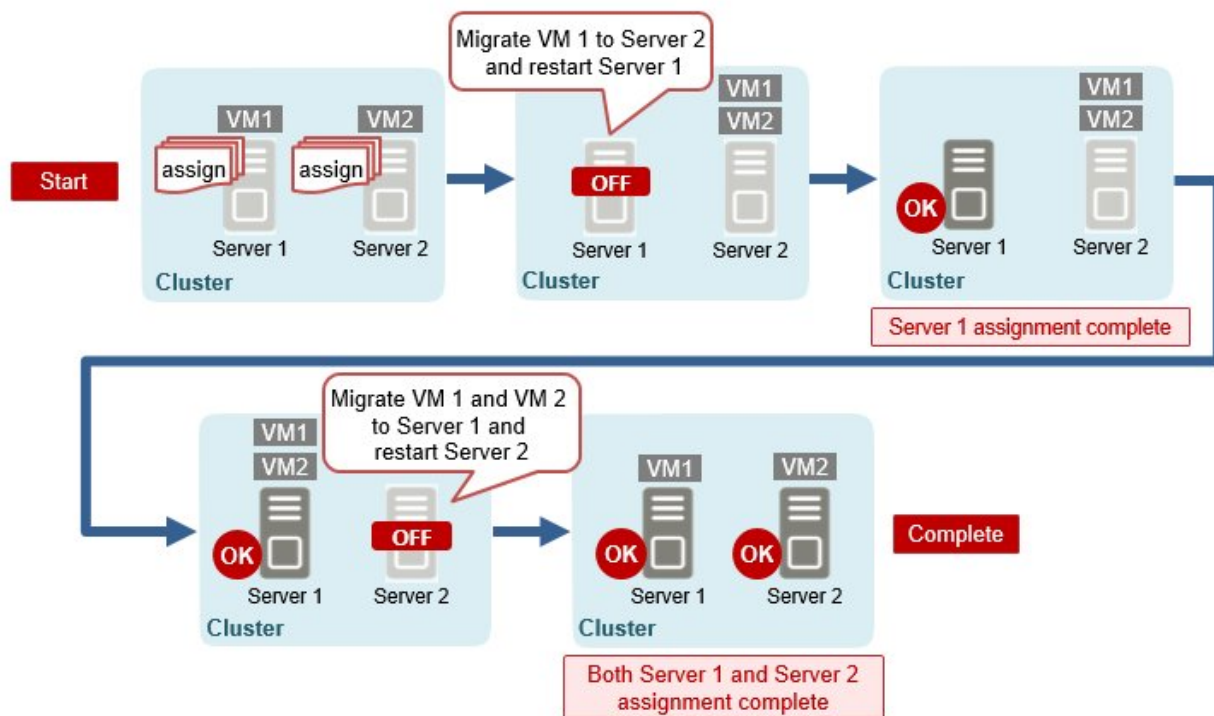 Migrate VM 1 to Server 2
and restart Server 1
Start
VM1
assign
Server 1
VM2
assign
Server 2
Cluster
OFF
Server 1
VM1
VM2
Server 2
Cluster
OK
Server 1
VM1
VM2
Server 2
Cluster
Server 1 assignment complete
Migrate VM 1 and VM 2
to Server 1 and
restart Server 2
VM1
VM2
OK
Server 1
OFF
Server 2
Cluster
VM1
OK
Server 1
VM2
OK
Server 2
Cluster
Complete
Both Server 1 and Server 2
assignment complete